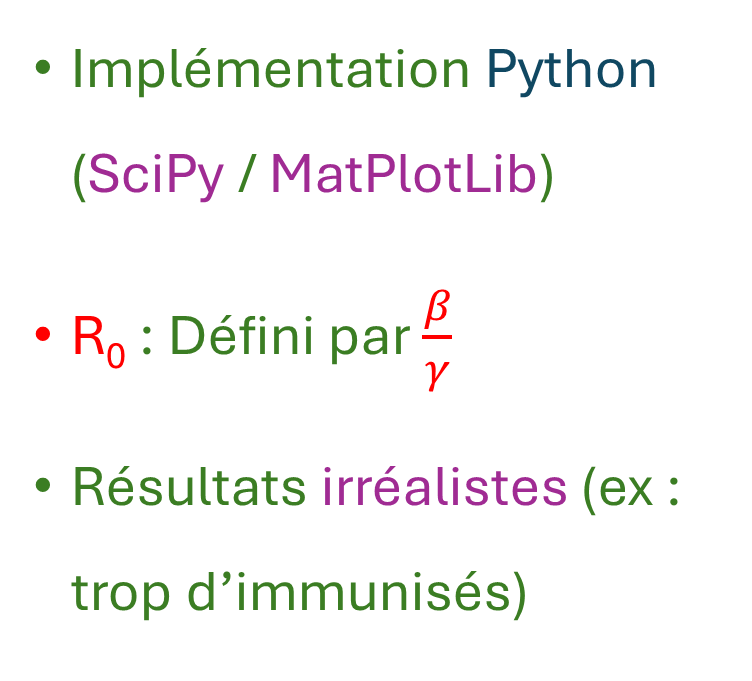 • Implémentation Python
(SciPy / MatPlotLib)
• R₀ : Défini par β/γ
• Résultats irréalistes (ex :
trop d’immunisés)